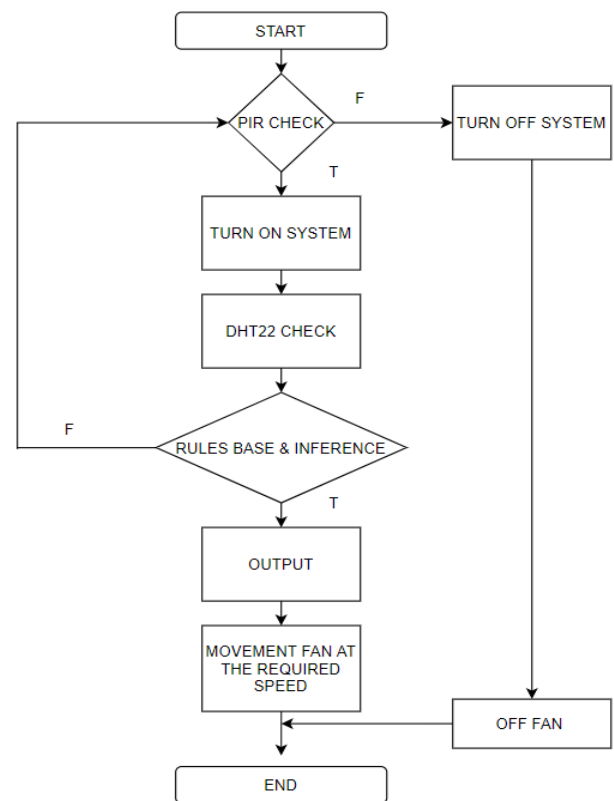 START
F
PIR CHECK
TURN OFF SYSTEM
T
TURN ON SYSTEM
DHT22 CHECK
F
RULES BASE & INFERENCE
T
OUTPUT
MOVEMENT FAN AT
THE REQUIRED
SPEED
OFF FAN
END